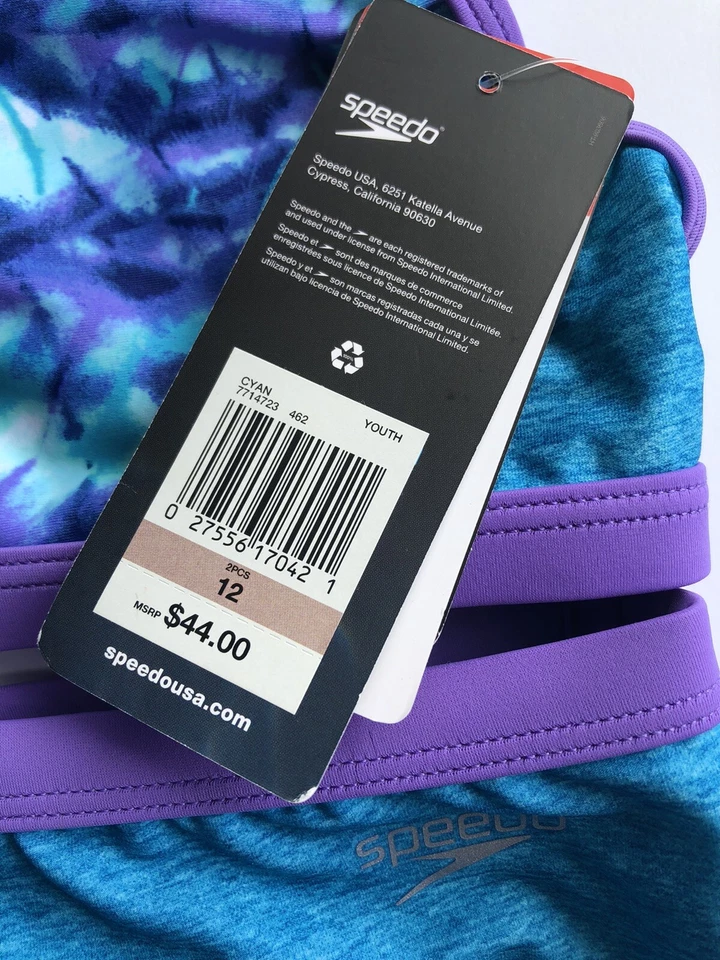 speedo
Speedo USA, 6251 Katella Avenue
Cypress, California 90630
Speedo and the are each registered trademarks of
and used under license from Speedo International Limited.
Speedo et sont des marques de commerce
enregistrées sous licence de Speedo International Limitée.
Speedo y et son marcas registradas cada una y se
utilizan bajo licencia de Speedo International Limited.
CYAN
7714723 462 YOUTH
0 27556 17042 1
2PCS
12
MSRP $44.00
speedousa.com
speedo